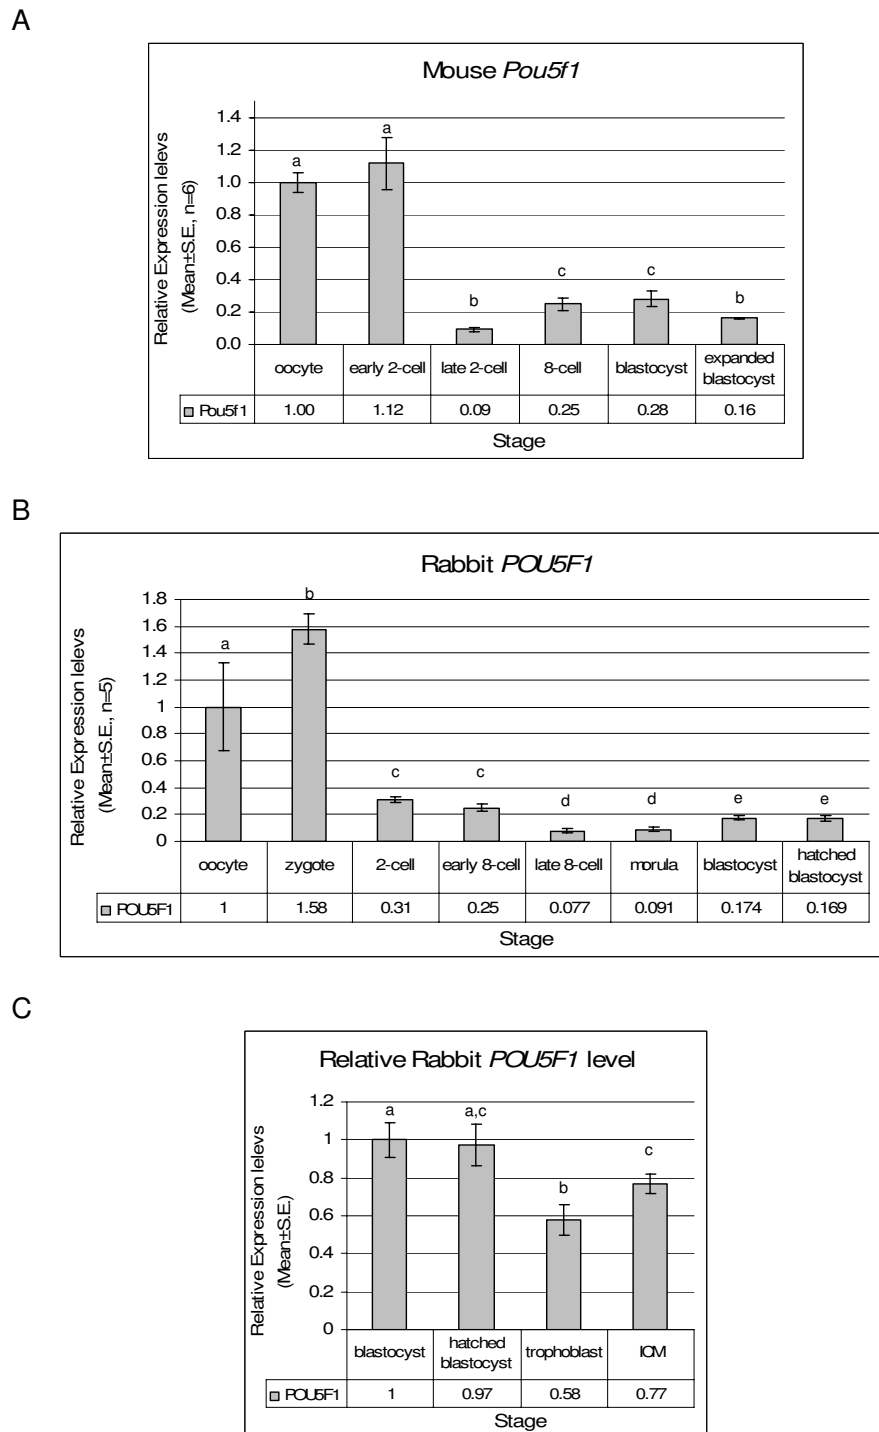 A
Mouse Pou5f1
Relative Expression lelevs
(Mean±S.E., n=6)
1.4
1.2
1.0
0.8
0.6
0.4
0.2
0.0
a
a
b
c
c
b
oocyte early 2-cell late 2-cell 8-cell blastocyst expanded blastocyst
Pou5f1 1.00 1.12 0.09 0.25 0.28 0.16
Stage
B
Rabbit POU5F1
Relative Expression lelevs
(Mean±S.E., n=5)
1.8
1.6
1.4
1.2
1
0.8
0.6
0.4
0.2
0
a
b
c
c
d
d
e
e
oocyte zygote 2-cell early 8-cell late 8-cell morula blastocyst hatched blastocyst
POU5F1 1 1.58 0.31 0.25 0.077 0.091 0.174 0.169
Stage
C
Relative Rabbit POU5F1 level
Relative Expression lelevs
(Mean±S.E.)
1.2
1
0.8
0.6
0.4
0.2
0
a
a,c
b
c
blastocyst hatched blastocyst trophoblast ICM
POU5F1 1 0.97 0.58 0.77
Stage